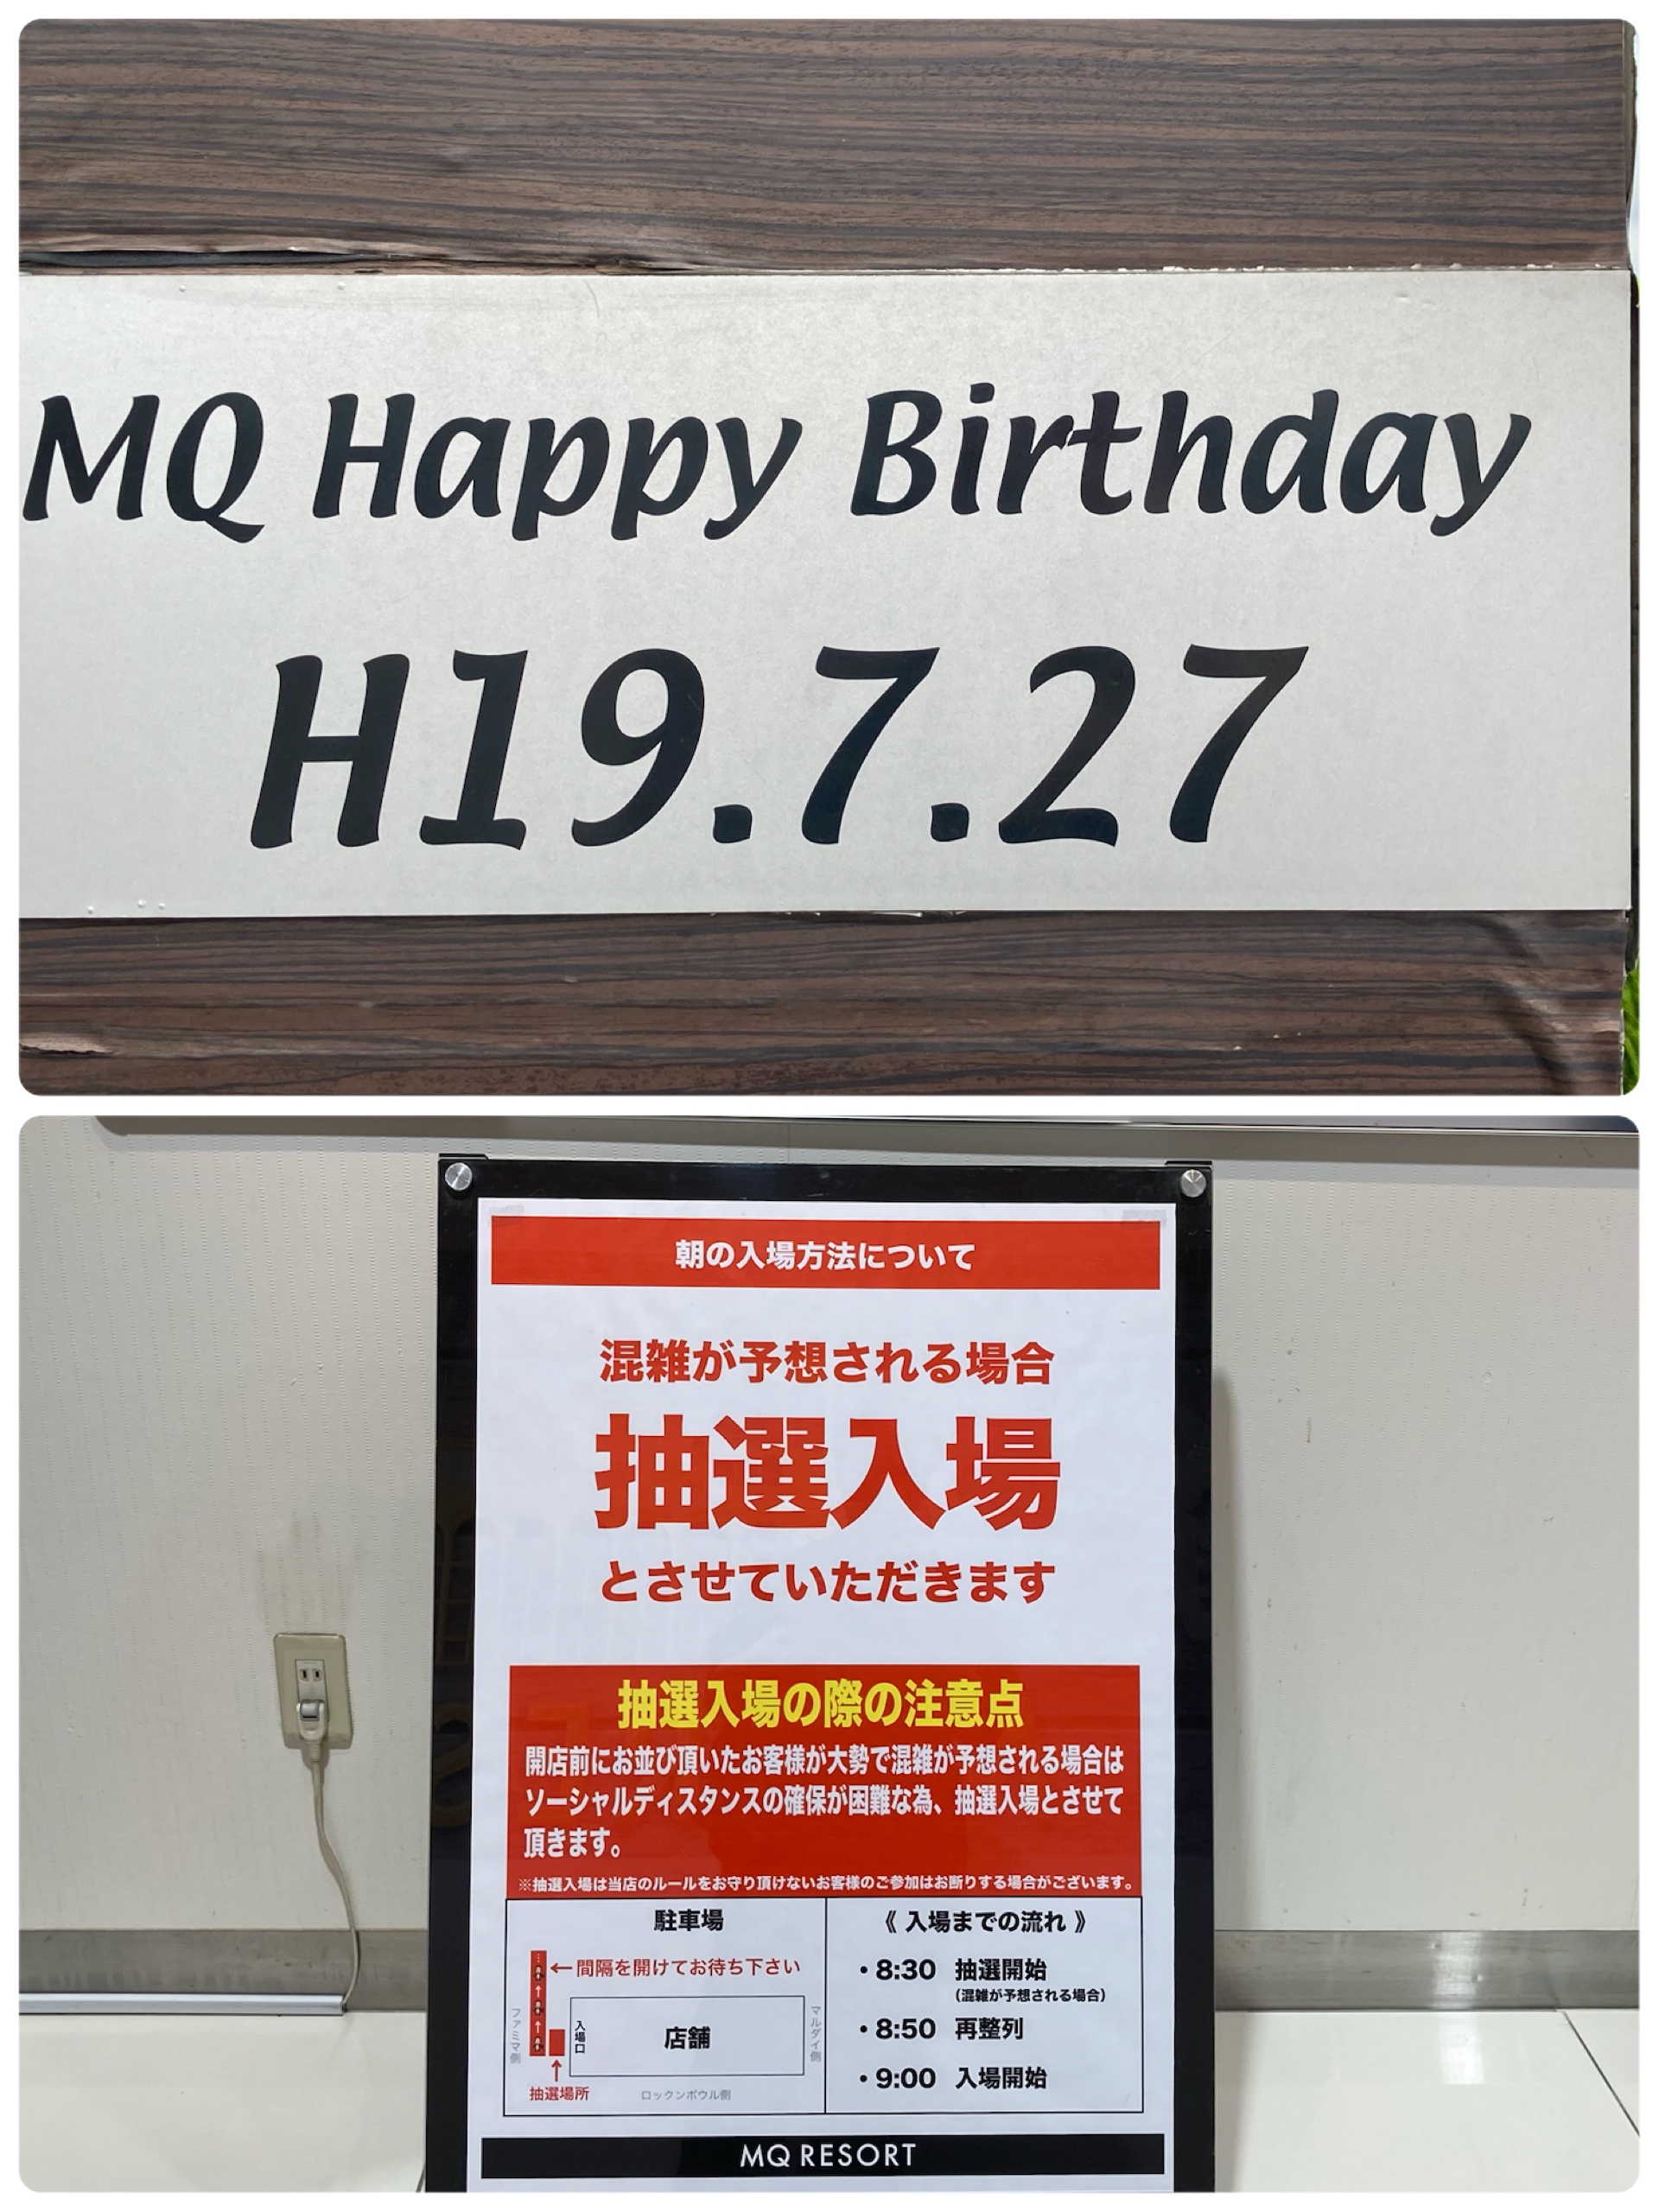 MQ Happy Birthday
H19.7.27
朝の入場方法について
混雑が予想される場合
抽選入場
とさせていただきます
抽選入場の際の注意点
開店前にお並び頂いたお客様が大勢で混雑が予想される場合は
ソーシャルディスタンスの確保が困難な為、抽選入場とさせて
頂きます。
※抽選入場は当店のルールをお守り頂けないお客様のご参加はお断りする場合がございます。
駐車場
←間隔を開けてお待ち下さい
ファミマ側
入場口
店舗
マルダイ側
抽選場所
ロックンボウル側
《 入場までの流れ 》
・8:30 抽選開始
(混雑が予想される場合)
・8:50 再整列
・9:00 入場開始
MQ RESORT